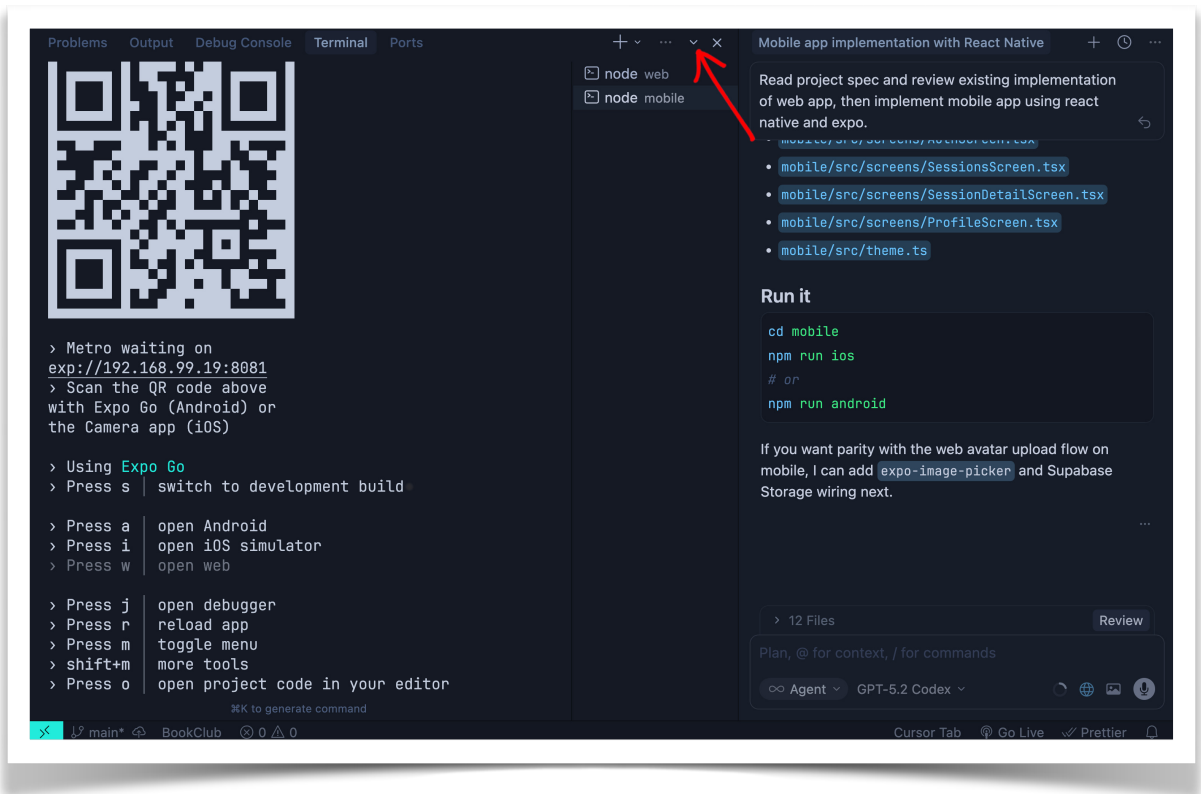 Problems Output Debug Console Terminal Ports
node web
node mobile
> Metro waiting on
exp://192.168.99.19:8081
> Scan the QR code above
with Expo Go (Android) or
the Camera app (iOS)
> Using Expo Go
> Press s │ switch to development build
> Press a │ open Android
> Press i │ open iOS simulator
> Press w │ open web
> Press j │ open debugger
> Press r │ reload app
> Press m │ toggle menu
> shift+m │ more tools
> Press o │ open project code in your editor
⌘K to generate command
Mobile app implementation with React Native
Read project spec and review existing implementation
of web app, then implement mobile app using react
native and expo.
mobile/src/screens/AuthScreen.tsx
mobile/src/screens/SessionsScreen.tsx
mobile/src/screens/SessionDetailScreen.tsx
mobile/src/screens/ProfileScreen.tsx
mobile/src/theme.ts
Run it
cd mobile
npm run ios
# or
npm run android
If you want parity with the web avatar upload flow on
mobile, I can add expo-image-picker and Supabase
Storage wiring next.
> 12 Files Review
Plan, @ for context, / for commands
Agent GPT-5.2 Codex
main* BookClub 0 0 Cursor Tab Go Live Prettier